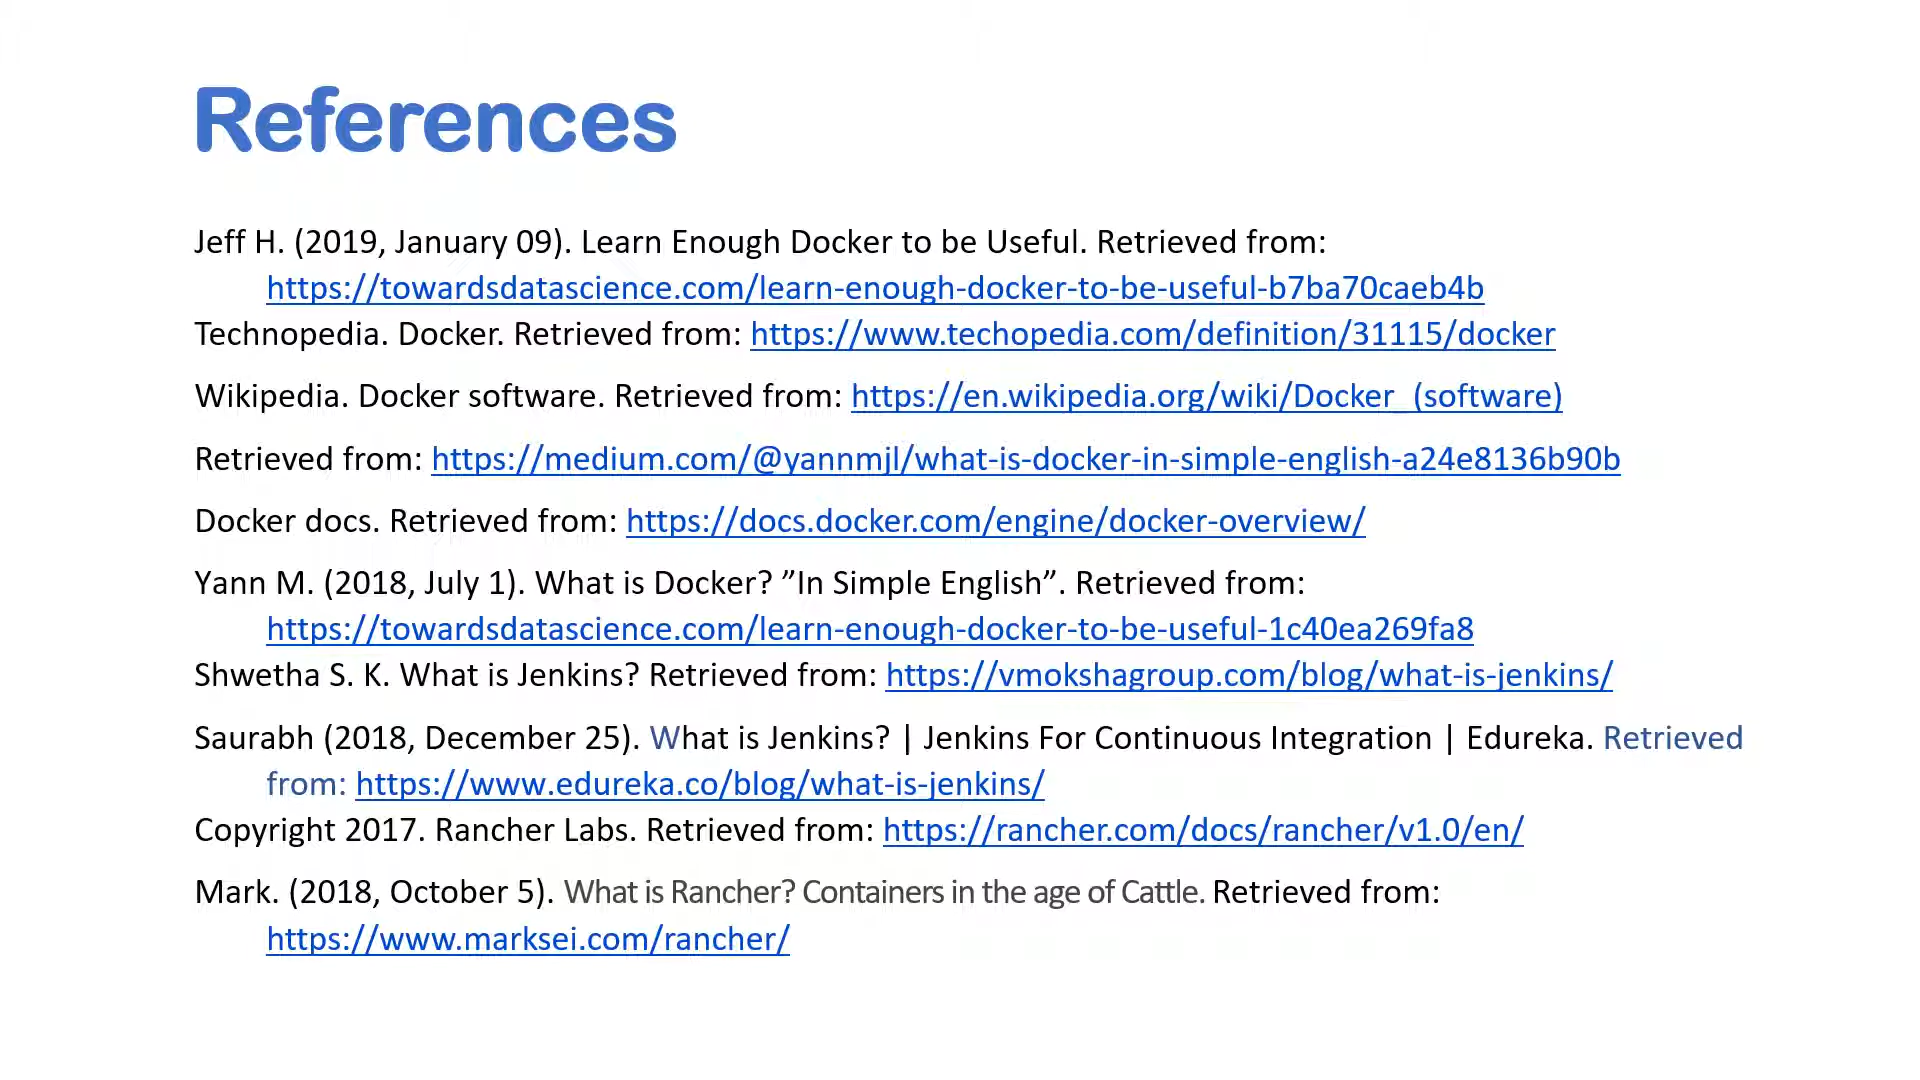 References
Jeff H. (2019, January 09). Learn Enough Docker to be Useful. Retrieved from:
https://towardsdatascience.com/learn-enough-docker-to-be-useful-b7ba70caeb4b
Technopedia. Docker. Retrieved from: https://www.techopedia.com/definition/31115/docker
Wikipedia. Docker software. Retrieved from: https://en.wikipedia.org/wiki/Docker_(software)
Retrieved from: https://medium.com/@yannmjl/what-is-docker-in-simple-english-a24e8136b90b
Docker docs. Retrieved from: https://docs.docker.com/engine/docker-overview/
Yann M. (2018, July 1). What is Docker? ”In Simple English”. Retrieved from:
https://towardsdatascience.com/learn-enough-docker-to-be-useful-1c40ea269fa8
Shwetha S. K. What is Jenkins? Retrieved from: https://vmokshagroup.com/blog/what-is-jenkins/
Saurabh (2018, December 25). What is Jenkins? | Jenkins For Continuous Integration | Edureka. Retrieved
from: https://www.edureka.co/blog/what-is-jenkins/
Copyright 2017. Rancher Labs. Retrieved from: https://rancher.com/docs/rancher/v1.0/en/
Mark. (2018, October 5). What is Rancher? Containers in the age of Cattle. Retrieved from:
https://www.marksei.com/rancher/